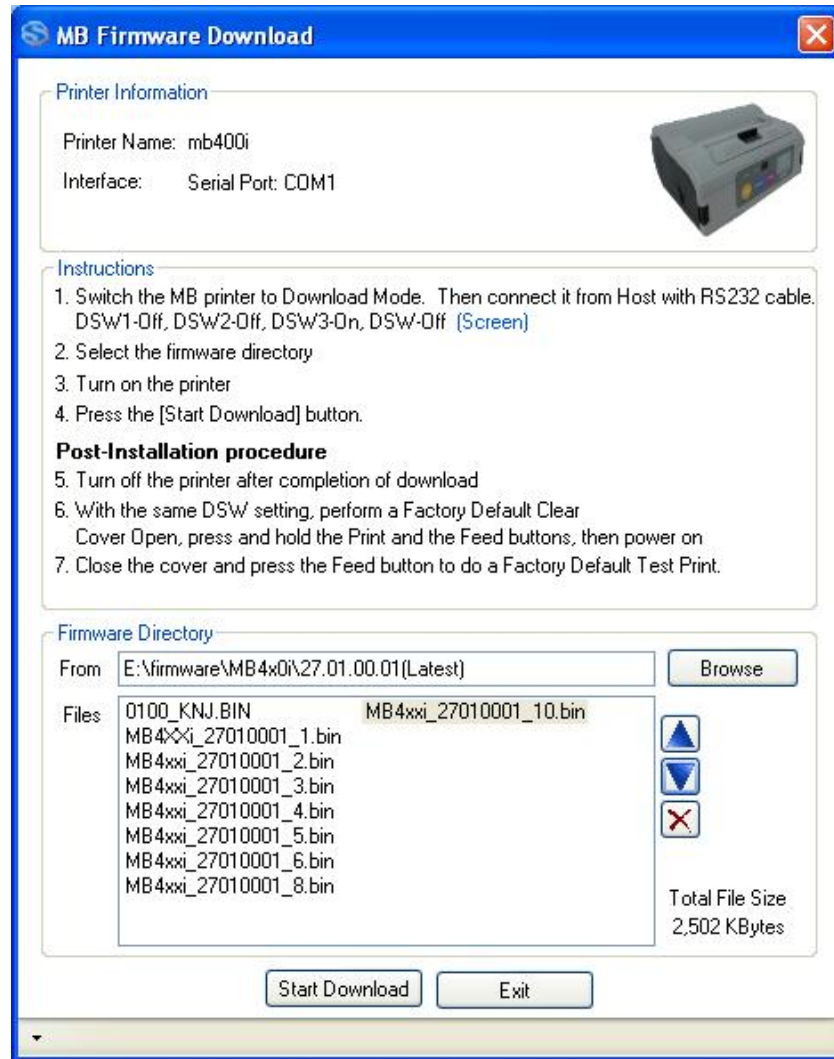 MB Firmware Download
Printer Information
Printer Name: mb400i
Interface: Serial Port: COM1
Instructions
1. Switch the MB printer to Download Mode. Then connect it from Host with RS232 cable.
DSW1-Off, DSW2-Off, DSW3-On, DSW-Off (Screen)
2. Select the firmware directory
3. Turn on the printer
4. Press the [Start Download] button.
Post-Installation procedure
5. Turn off the printer after completion of download
6. With the same DSW setting, perform a Factory Default Clear
Cover Open, press and hold the Print and the Feed buttons, then power on
7. Close the cover and press the Feed button to do a Factory Default Test Print.
Firmware Directory
From E:\firmware\MB4x0i\27.01.00.01(Latest) Browse
Files 0100_KNJ.BIN MB4xxi_27010001_10.bin
MB4XXi_27010001_1.bin
MB4xxi_27010001_2.bin
MB4xxi_27010001_3.bin
MB4xxi_27010001_4.bin
MB4xxi_27010001_5.bin
MB4xxi_27010001_6.bin
MB4xxi_27010001_8.bin
Total File Size
2,502 KBytes
Start Download Exit